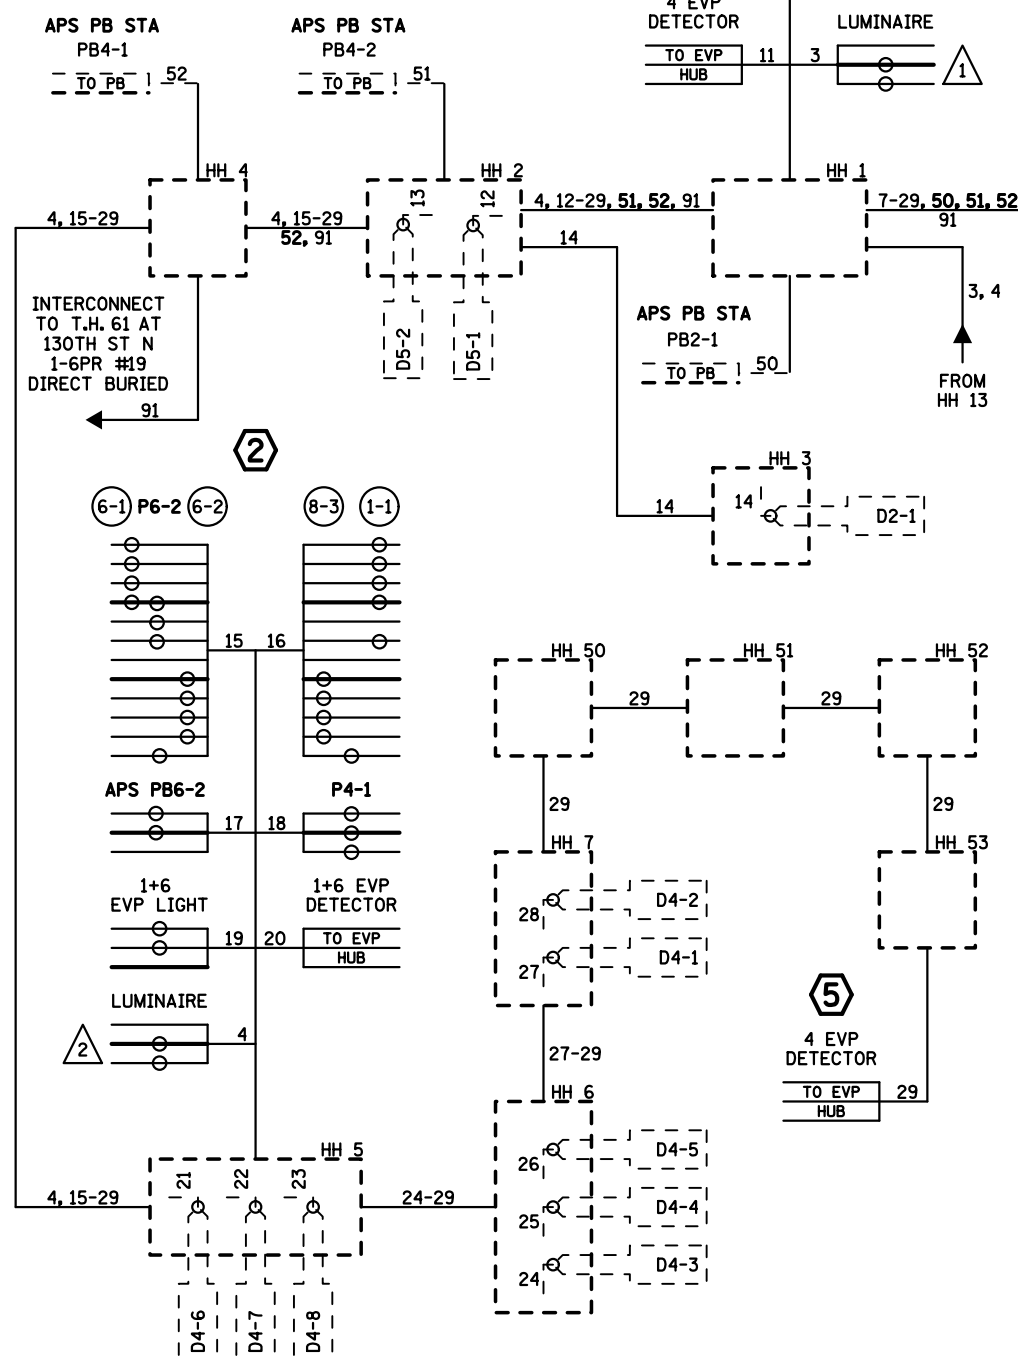 4 EVP
DETECTOR
LUMINAIRE
APS PB STA
PB4-1
TO PB
52
APS PB STA
PB4-2
TO PB
51
TO EVP
HUB
11
3
1
HH 4
HH 2
HH 1
13
12
4, 15-29
4, 15-29
52, 91
4, 12-29, 51, 52, 91
14
7-29, 50, 51, 52
91
3, 4
FROM
HH 13
INTERCONNECT
TO T.H. 61 AT
130TH ST N
1-6PR #19
DIRECT BURIED
91
D5-2
D5-1
APS PB STA
PB2-1
TO PB
50
2
HH 3
14
14
D2-1
6-1
P6-2
6-2
8-3
1-1
15
16
HH 50
HH 51
HH 52
29
29
29
29
APS PB6-2
P4-1
17
18
HH 7
HH 53
28
D4-2
27
D4-1
1+6
EVP LIGHT
1+6 EVP
DETECTOR
19
20
TO EVP
HUB
LUMINAIRE
2
4
5
4 EVP
DETECTOR
TO EVP
HUB
29
27-29
HH 6
26
D4-5
25
D4-4
24
D4-3
HH 5
21
22
23
4, 15-29
24-29
D4-6
D4-7
D4-8